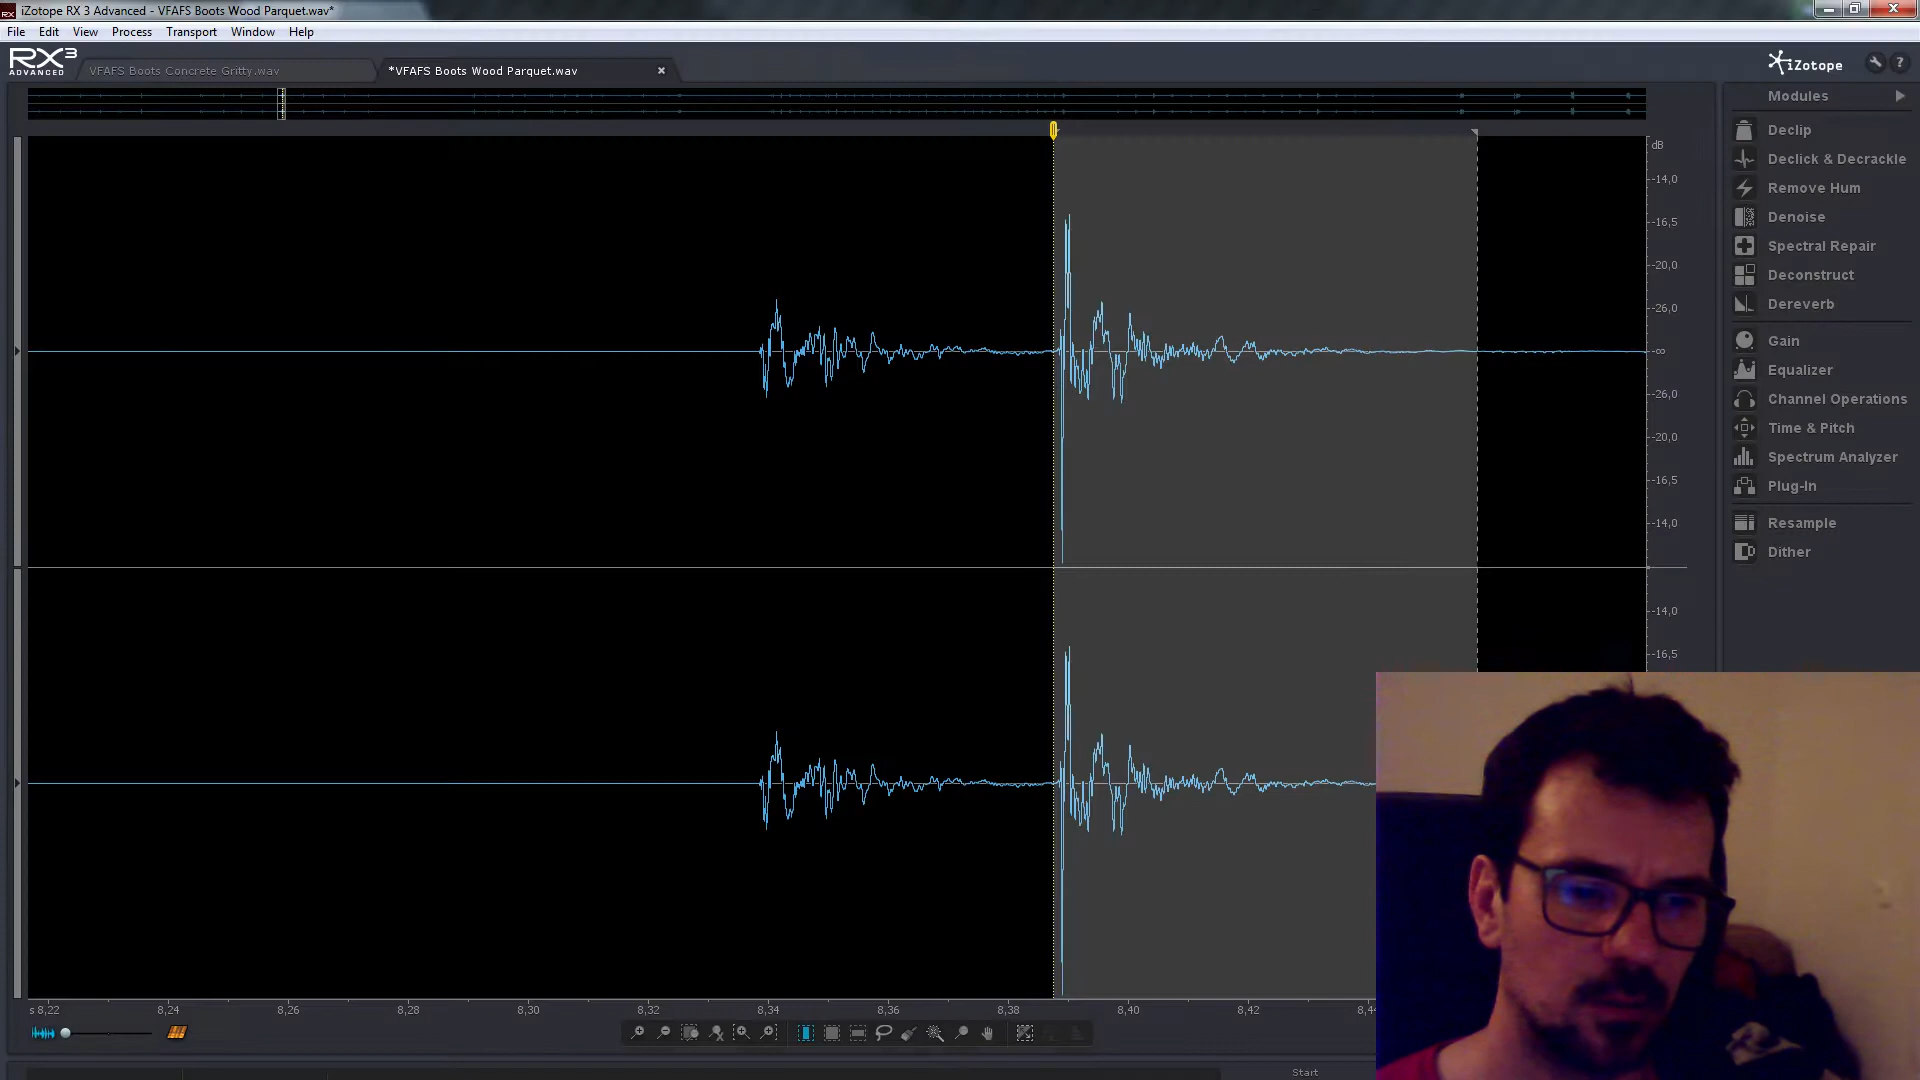 RX iZotope RX 3 Advanced - VFAFS Boots Wood Parquet.wav*
File Edit View Process Transport Window Help
RX3
ADVANCED
VFAFS Boots Concrete Gritty.wav
*VFAFS Boots Wood Parquet.wav
iZotope
?
Modules
Declip
Declick & Decrackle
Remove Hum
Denoise
Spectral Repair
Deconstruct
Dereverb
Gain
Equalizer
Channel Operations
Time & Pitch
Spectrum Analyzer
Plug-In
Resample
Dither
dB
-14,0
-16,5
-20,0
-26,0
-∞
-26,0
-20,0
-16,5
-14,0
-14,0
-16,5
s 8,22 8,24 8,26 8,28 8,30 8,32 8,34 8,36 8,38 8,40 8,42 8,4
Start